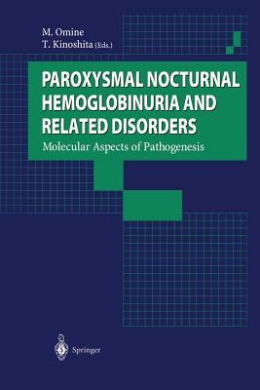 M. Omine
T. Kinoshita (Eds.)
PAROXYSMAL NOCTURNAL
HEMOGLOBINURIA AND
RELATED DISORDERS
Molecular Aspects of Pathogenesis
Springer